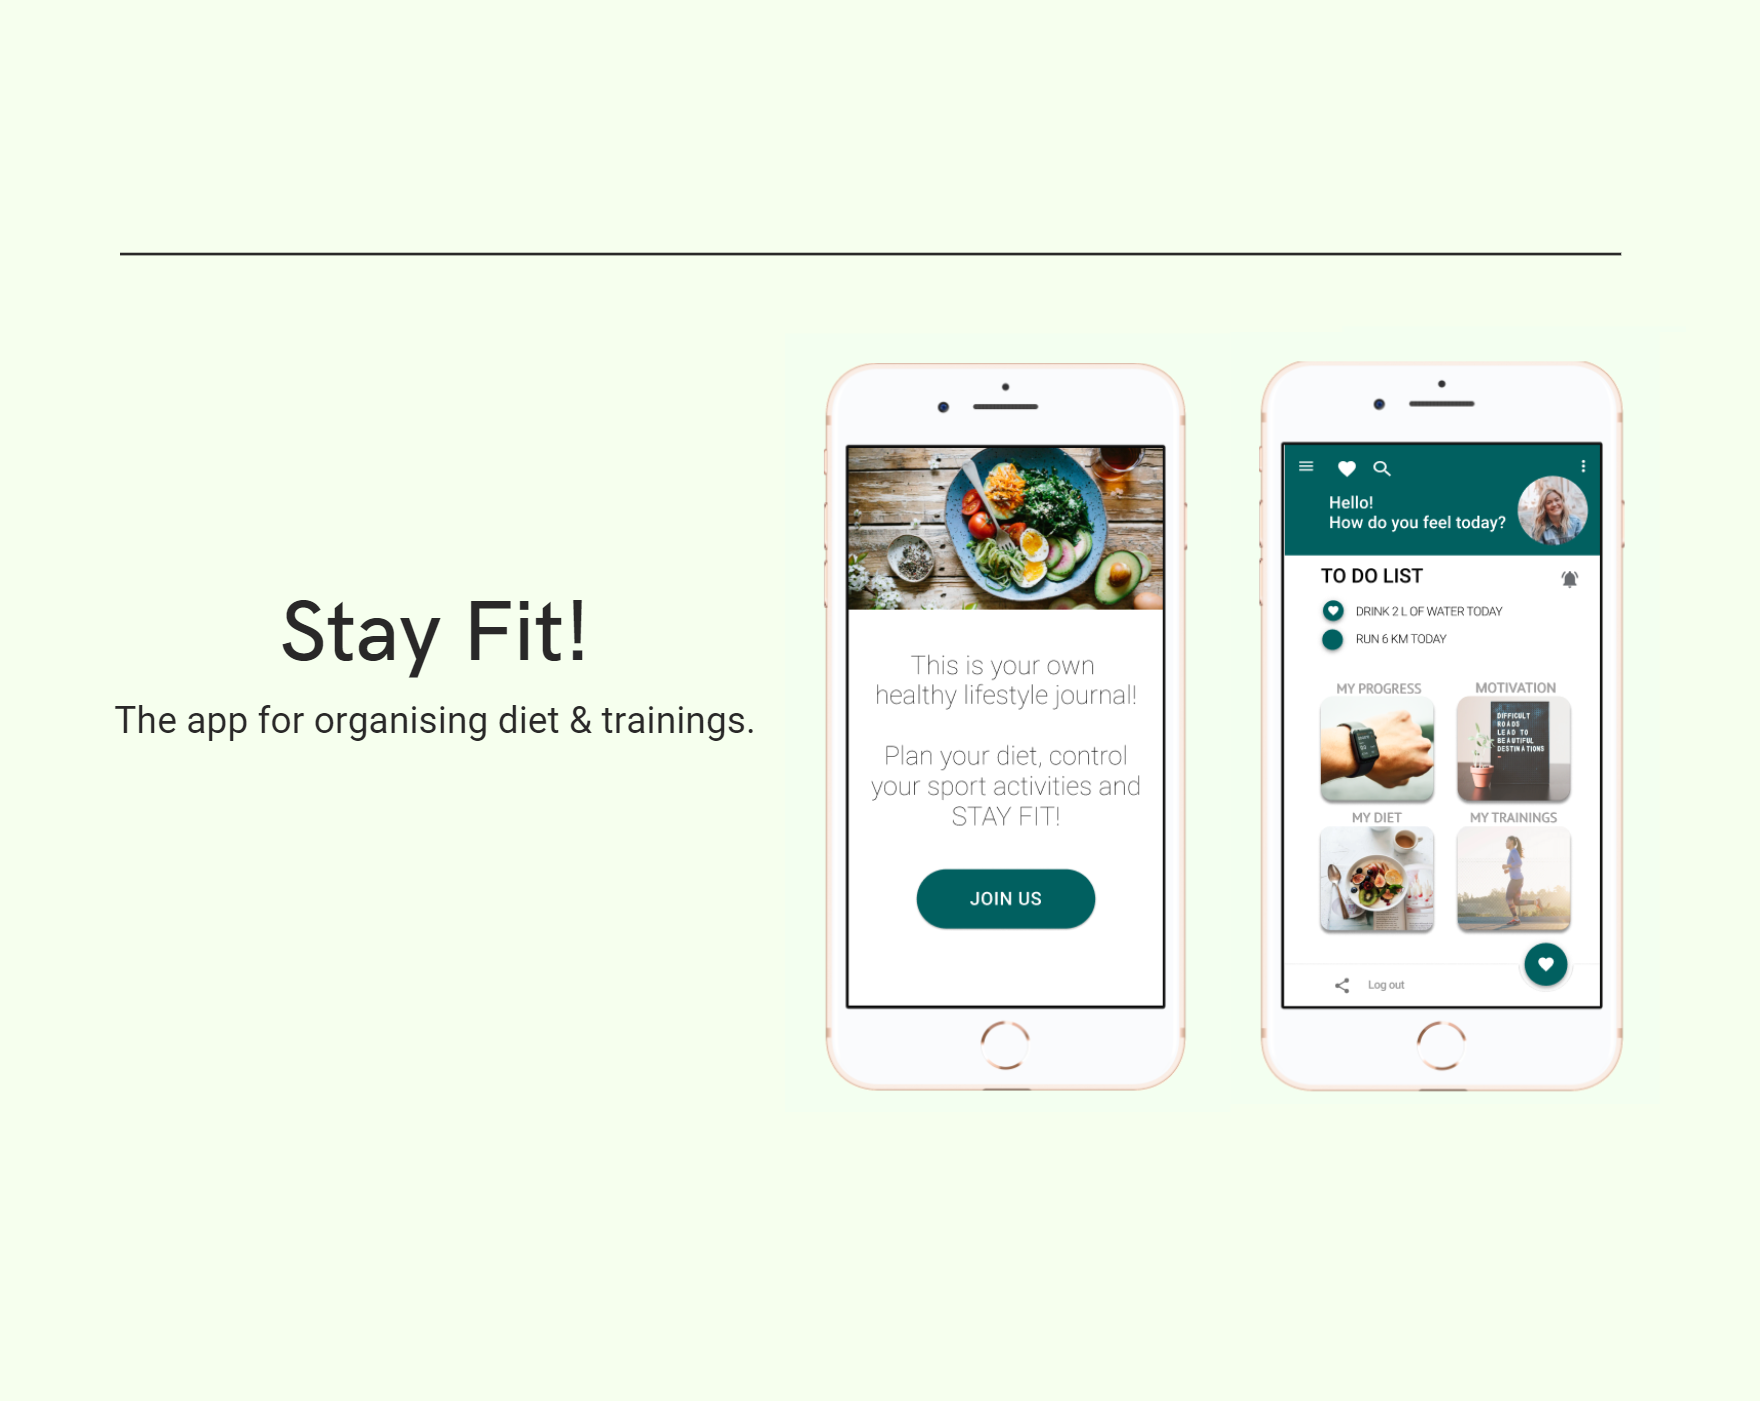 Stay Fit!
The app for organising diet & trainings.
This is your own
healthy lifestyle journal!
Plan your diet, control
your sport activities and
STAY FIT!
JOIN US
Hello!
How do you feel today?
TO DO LIST
DRINK 2 L OF WATER TODAY
RUN 6 KM TODAY
MY PROGRESS
MOTIVATION
DIFFICULT
ROADS
LEAD TO
BEAUTIFUL
DESTINATIONS
MY DIET
MY TRAININGS
Log out